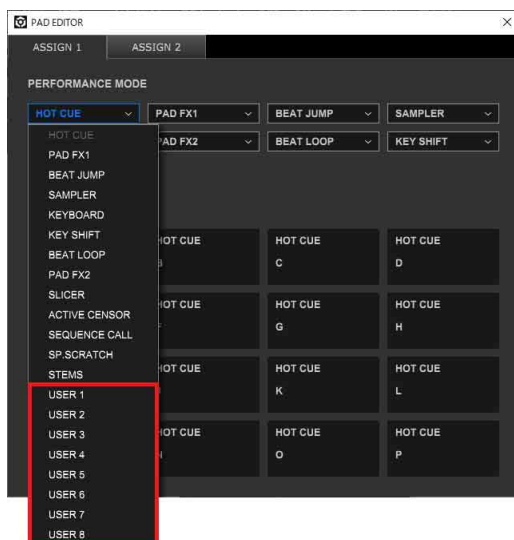 PAD EDITOR
ASSIGN 1 ASSIGN 2
PERFORMANCE MODE
HOT CUE PAD FX1 BEAT JUMP SAMPLER
PAD FX2 BEAT LOOP KEY SHIFT
HOT CUE
PAD FX1
BEAT JUMP
SAMPLER
KEYBOARD
KEY SHIFT
BEAT LOOP
PAD FX2
SLICER
ACTIVE CENSOR
SEQUENCE CALL
SP.SCRATCH
STEMS
USER 1
USER 2
USER 3
USER 4
USER 5
USER 6
USER 7
USER 8
HOT CUE HOT CUE HOT CUE
B C D
HOT CUE HOT CUE HOT CUE
G H
HOT CUE HOT CUE HOT CUE
K L
HOT CUE HOT CUE HOT CUE
N O P